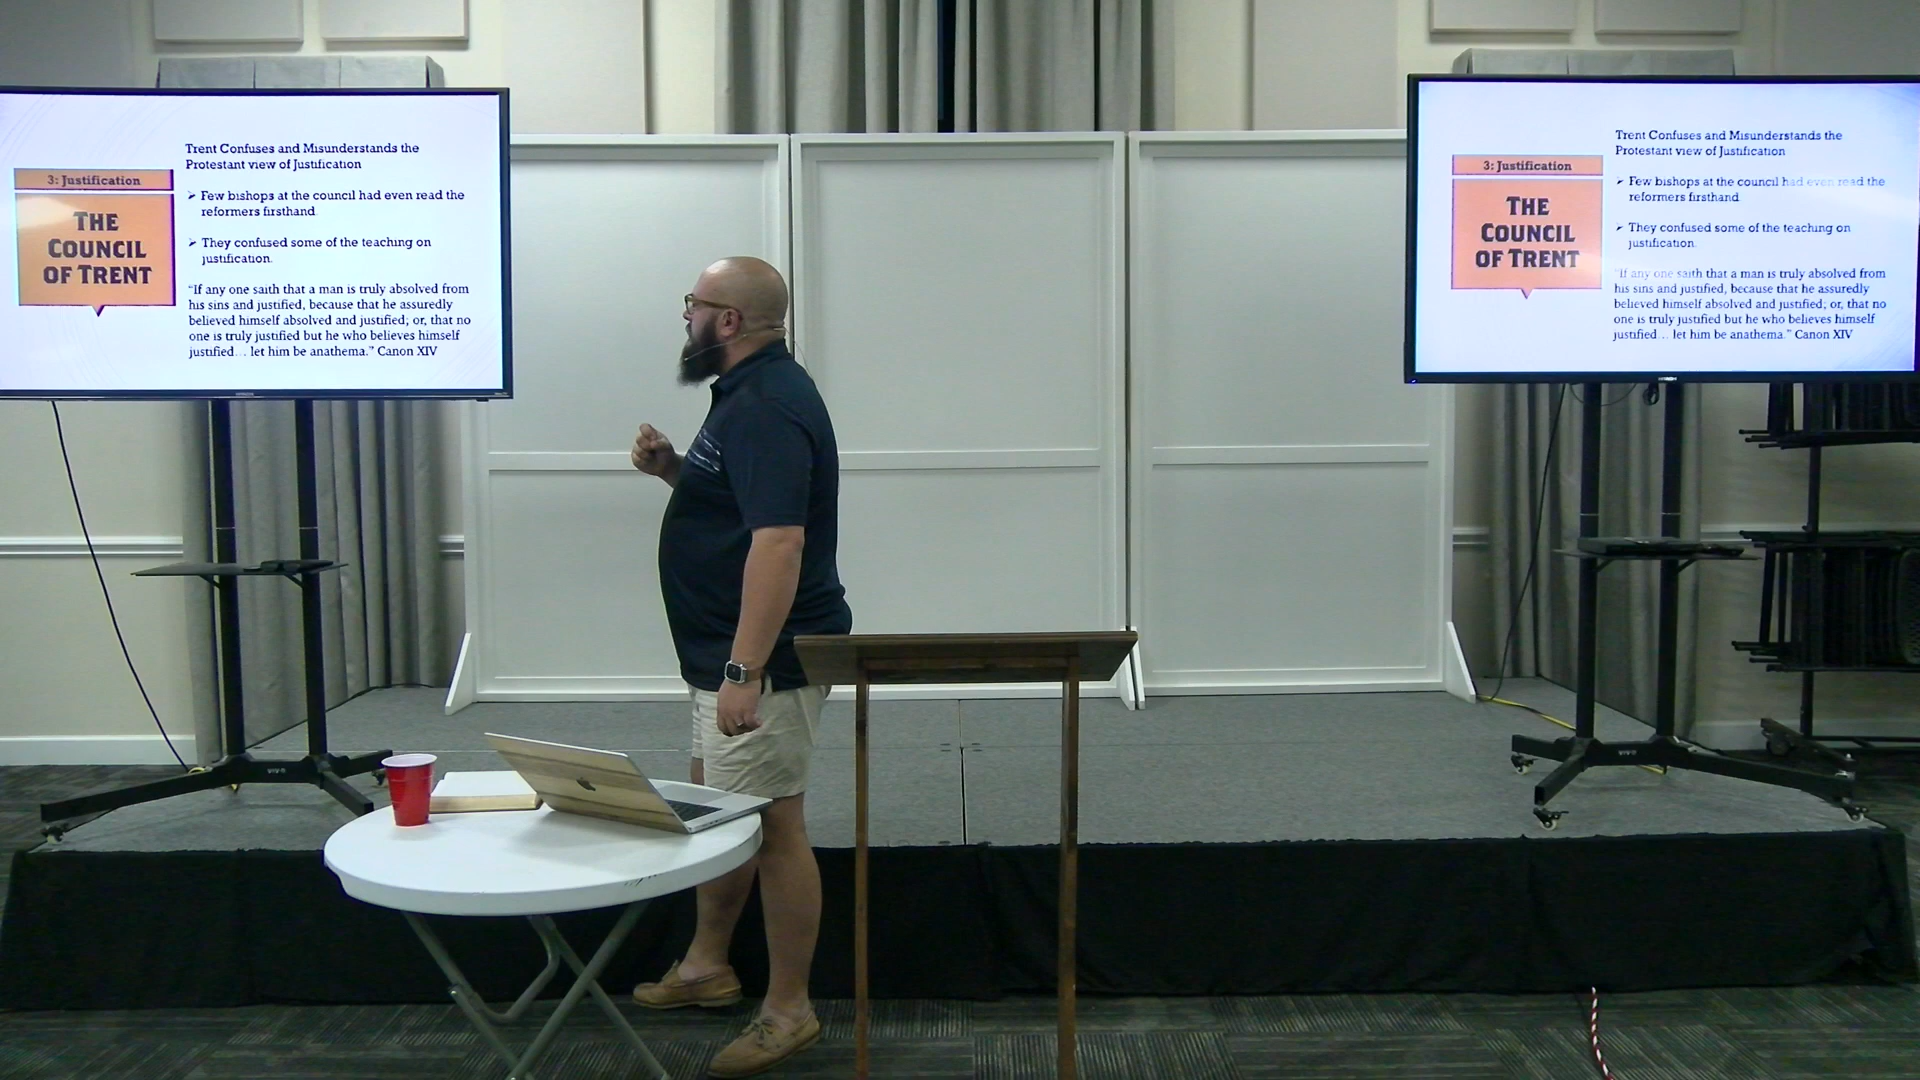 3: Justification
THE
COUNCIL
OF TRENT
Trent Confuses and Misunderstands the
Protestant view of Justification
➢ Few bishops at the council had even read the
reformers firsthand
➢ They confused some of the teaching on
justification.
“If any one saith that a man is truly absolved from
his sins and justified, because that he assuredly
believed himself absolved and justified; or, that no
one is truly justified but he who believes himself
justified… let him be anathema.” Canon XIV
3: Justification
THE
COUNCIL
OF TRENT
Trent Confuses and Misunderstands the
Protestant view of Justification
➢ Few bishops at the council had even read the
reformers firsthand
➢ They confused some of the teaching on
justification.
“If any one saith that a man is truly absolved from
his sins and justified, because that he assuredly
believed himself absolved and justified; or, that no
one is truly justified but he who believes himself
justified… let him be anathema.” Canon XIV